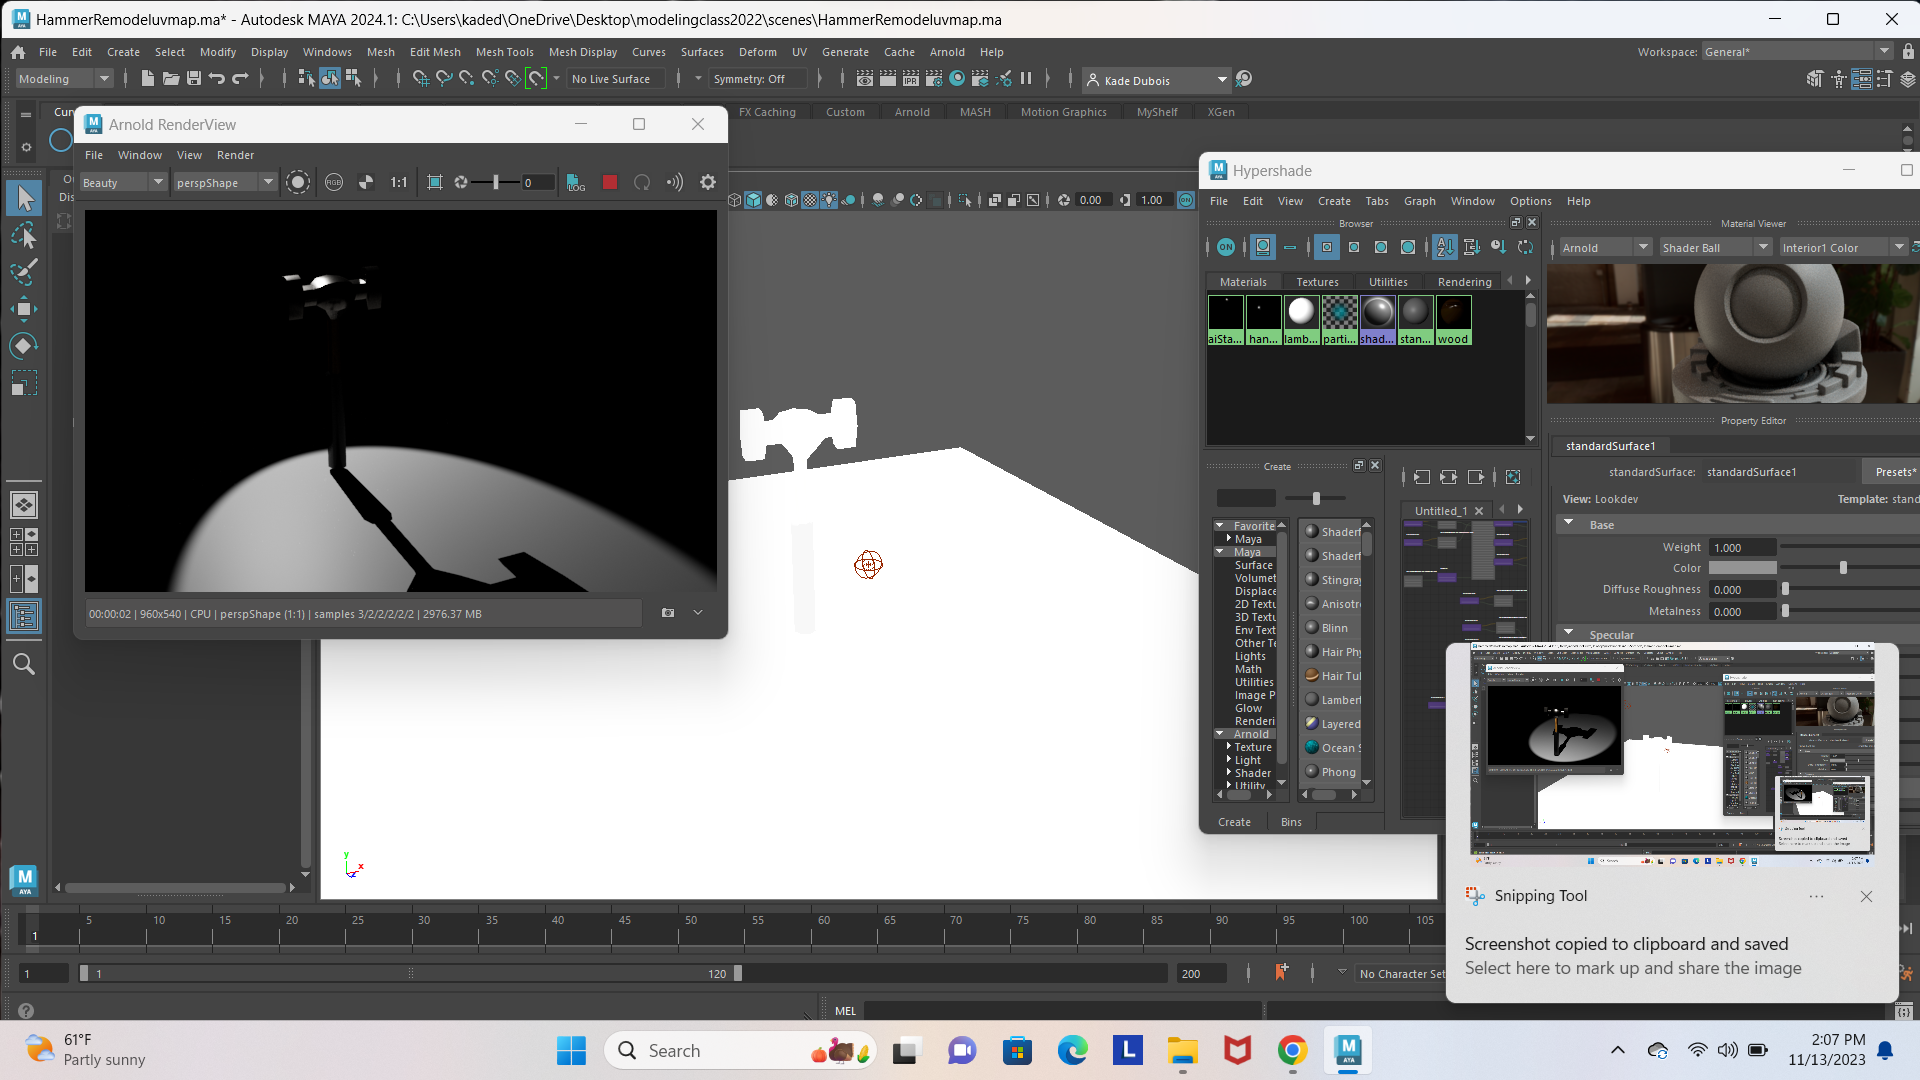 HammerRemodeluvmap.ma* - Autodesk MAYA 2024.1: C:\Users\kaded\OneDrive\Desktop\modelingclass2022\scenes\HammerRemodeluvmap.ma
File Edit Create Select Modify Display Windows Mesh Edit Mesh Mesh Tools Mesh Display Curves Surfaces Deform UV Generate Cache Arnold Help
Workspace: General*
Modeling
No Live Surface
Symmetry: Off
Kade Dubois
FX Caching Custom Arnold MASH Motion Graphics MyShelf XGen
Arnold RenderView
File Window View Render
Beauty perspShape RGB 1:1 0 LOG
00:00:02 | 960x540 | CPU | perspShape (1:1) | samples 3/2/2/2/2/2 | 2976.37 MB
0.00 1.00
Hypershade
File Edit View Create Tabs Graph Window Options Help
Browser
ON
Materials Textures Utilities Rendering
aiSta... han... lamb... parti... shad... stan... wood
Material Viewer
Arnold Shader Ball Interior1 Color
Property Editor
standardSurface1
standardSurface: standardSurface1 Presets*
View: Lookdev Template: stand
Base
Weight 1.000
Color
Diffuse Roughness 0.000
Metalness 0.000
Specular
Create
Favorite
Maya
Maya
Surface
Volumet
Displace
2D Textu
3D Textu
Env Text
Other Te
Lights
Math
Utilities
Image P
Glow
Renderi
Arnold
Texture
Light
Shader
Utility
Shaderf
Shaderf
Stingray
Anisotro
Blinn
Hair Phy
Hair Tul
Lambert
Layered
Ocean S
Phong
Create Bins
Untitled_1
y x z
Snipping Tool
Screenshot copied to clipboard and saved
Select here to mark up and share the image
5 10 15 20 25 30 35 40 45 50 55 60 65 70 75 80 85 90 95 100 105
1
1 1 120 200
No Character Set
MEL
61°F
Partly sunny
Search
2:07 PM
11/13/2023